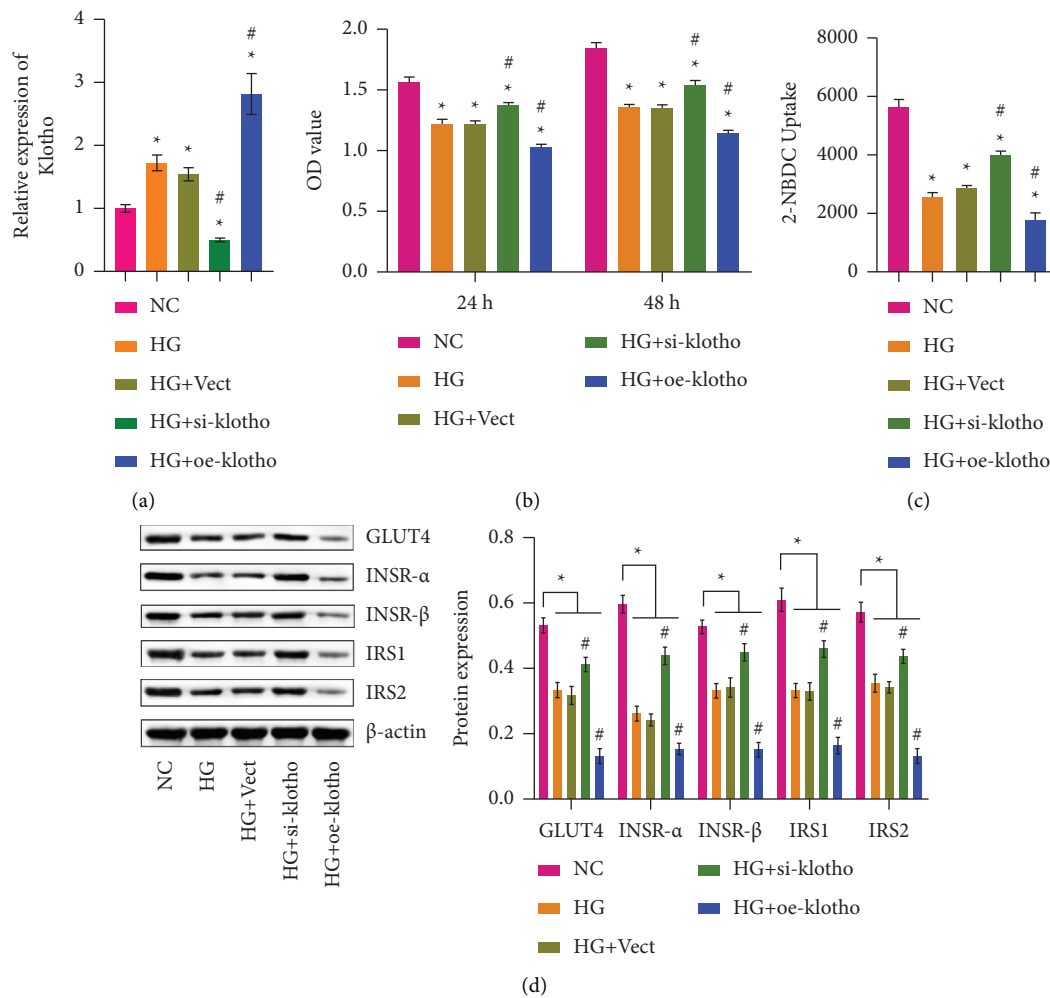 Relative expression of
Klotho
4
3
2
1
0
*
*
#
*
#
*
NC
HG
HG+Vect
HG+si-klotho
HG+oe-klotho
(a)
OD value
2.0
1.5
1.0
0.5
0.0
*
*
#
*
#
*
*
*
#
*
#
*
24 h
48 h
NC
HG
HG+Vect
HG+si-klotho
HG+oe-klotho
(b)
2-NBDC Uptake
8000
6000
4000
2000
0
*
*
#
*
#
*
NC
HG
HG+Vect
HG+si-klotho
HG+oe-klotho
(c)
GLUT4
INSR-α
INSR-β
IRS1
IRS2
β-actin
NC
HG
HG+Vect
HG+si-klotho
HG+oe-klotho
Protein expression
0.8
0.6
0.4
0.2
0.0
*
#
#
*
#
#
*
#
#
*
#
#
*
#
#
GLUT4
INSR-α
INSR-β
IRS1
IRS2
NC
HG
HG+Vect
HG+si-klotho
HG+oe-klotho
(d)